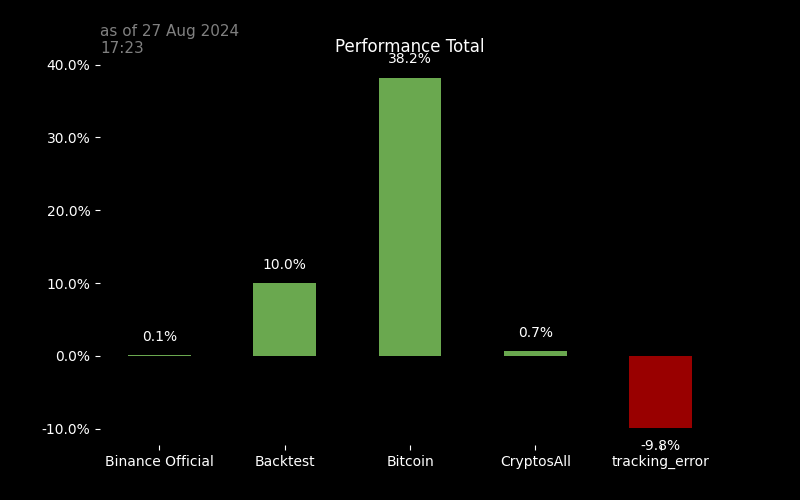 as of 27 Aug 2024
17:23
Performance Total
40.0%
30.0%
20.0%
10.0%
0.0%
-10.0%
0.1%
10.0%
38.2%
0.7%
-9.8%
Binance Official
Backtest
Bitcoin
CryptosAll
tracking_error